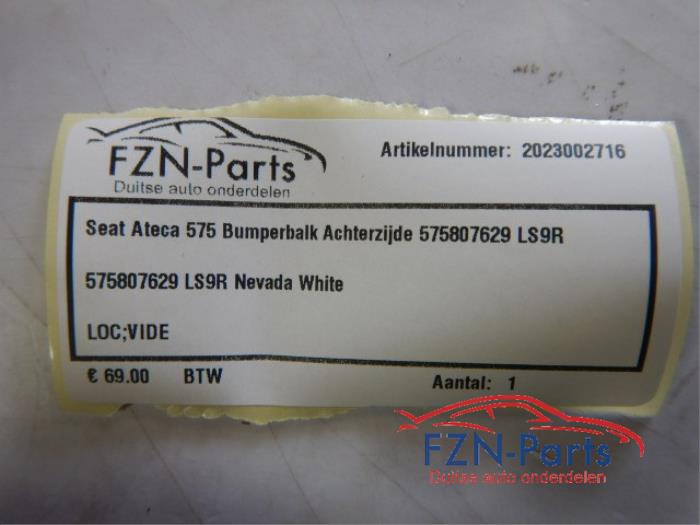 FZN-Parts
Duitse auto onderdelen
Artikelnummer: 2023002716
Seat Ateca 575 Bumperbalk Achterzijde 575807629 LS9R
575807629 LS9R Nevada White
LOC;VIDE
€ 69.00 BTW Aantal: 1
FZN-Parts
Duitse auto onderdelen